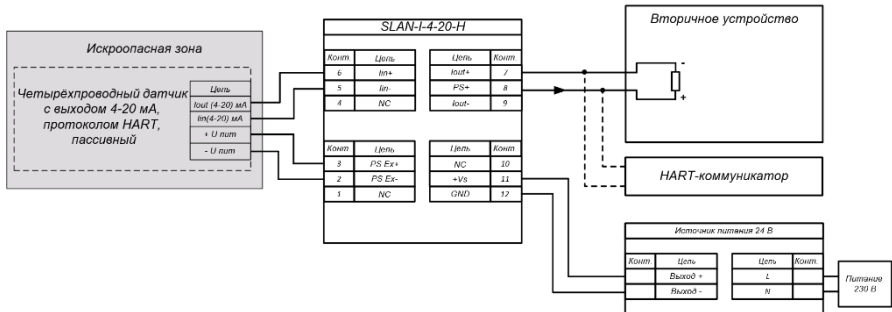 Искроопасная зона
Четырёхпроводный датчик
с выходом 4-20 мА,
протоколом HART,
пассивный
Цепь
Iout (4-20) мА
Iin(4-20) мА
+ U пит
- U пит
SLAN-I-4-20-H
Конт. Цепь
6 Iin+
5 Iin-
4 NC
Цепь Конт.
Iout+ 7
PS+ 8
Iout- 9
Конт Цепь
3 PS Ex+
2 PS Ex-
1 NC
Цепь Конт
NC 10
+Vs 11
GND 12
Вторичное устройство
-
+
HART-коммуникатор
Источник питания 24 В
Конт. Цепь
Выход +
Выход -
Цепь Конт.
L
N
Питание
230 В